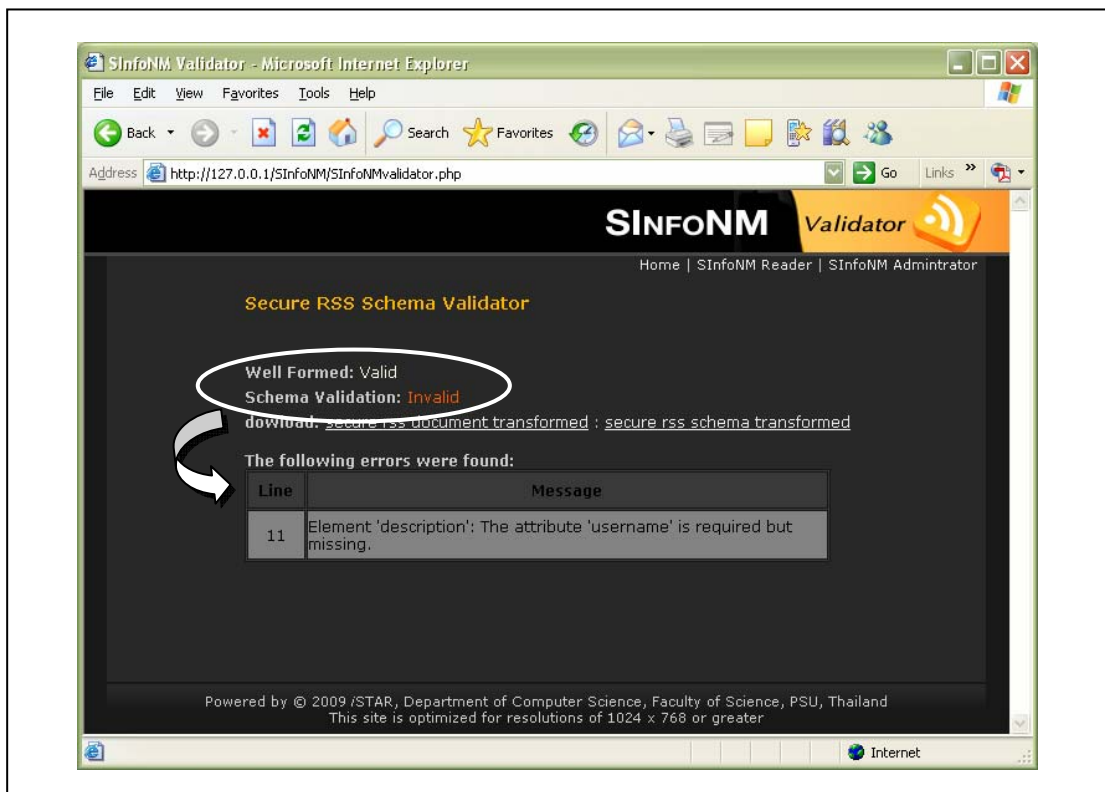 SInfoNM Validator - Microsoft Internet Explorer
File Edit View Favorites Tools Help
Back Search Favorites
Address http://127.0.0.1/SInfoNM/SInfoNMvalidator.php Go Links »
SINFONM Validator
Home | SInfoNM Reader | SInfoNM Admintrator
Secure RSS Schema Validator
Well Formed: Valid
Schema Validation: Invalid
dowload: secure rss document transformed : secure rss schema transformed
The following errors were found:
Line Message
11 Element 'description': The attribute 'username' is required but
missing.
Powered by © 2009 iSTAR, Department of Computer Science, Faculty of Science, PSU, Thailand
This site is optimized for resolutions of 1024 x 768 or greater
Internet